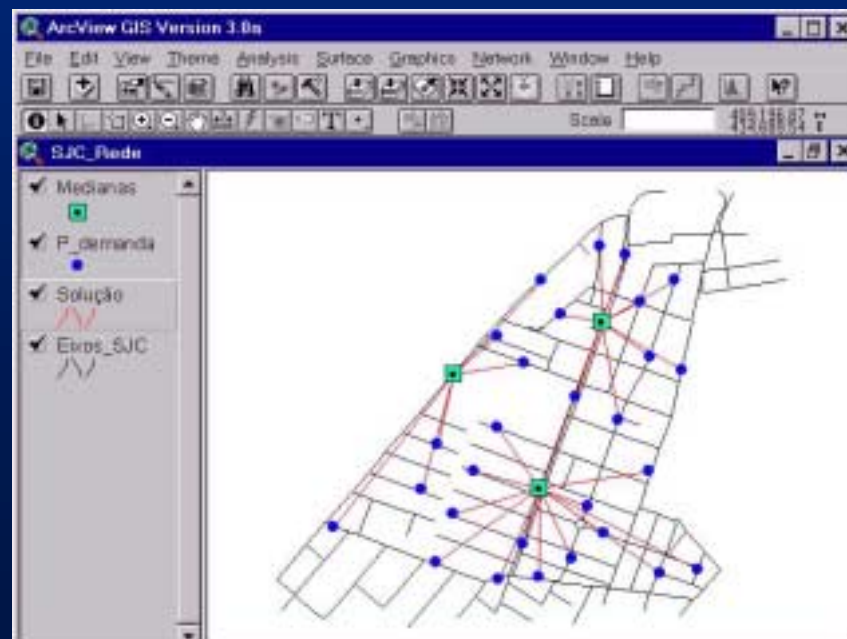 ArcView GIS Version 3.0a
File Edit View Theme Analysis Surface Graphics Network Window Help
Scale
SJC_Rede
Medianas
P_demanda
Solução
Eixos_SJC